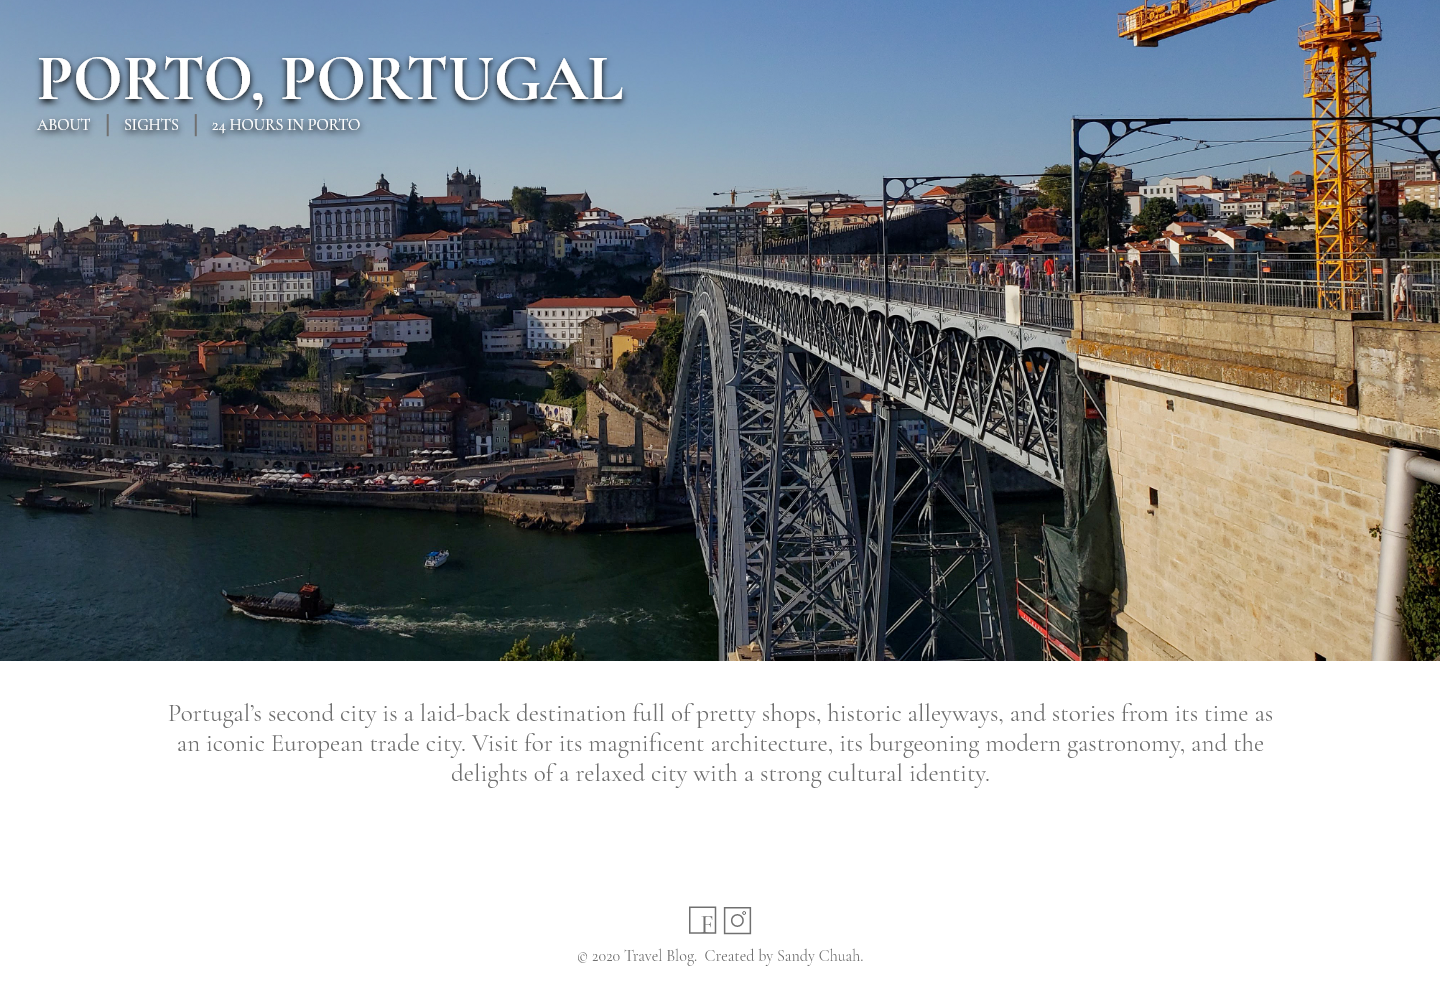 PORTO, PORTUGAL
ABOUT | SIGHTS | 24 HOURS IN PORTO
Portugal’s second city is a laid-back destination full of pretty shops, historic alleyways, and stories from its time as
an iconic European trade city. Visit for its magnificent architecture, its burgeoning modern gastronomy, and the
delights of a relaxed city with a strong cultural identity.
F
© 2020 Travel Blog. Created by Sandy Chuah.